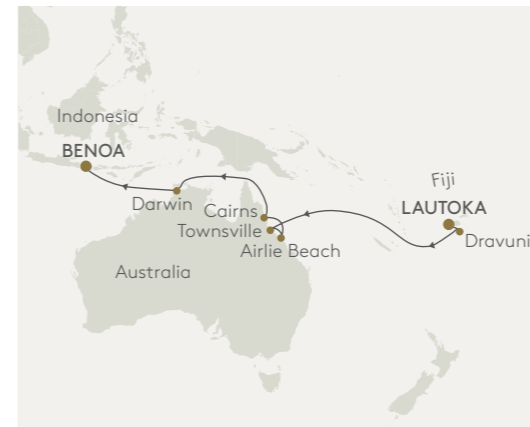 Indonesia
BENOA
Fiji
LAUTOKA
Darwin
Cairns
Townsville
Dravuni
Airlie Beach
Australia